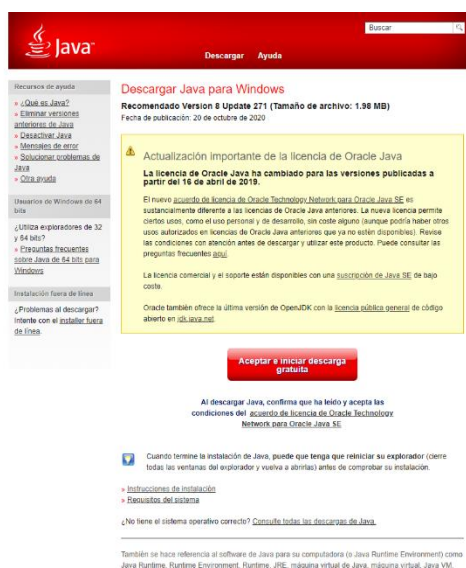 Buscar
Java
Descargar Ayuda
Recursos de ayuda
» ¿Qué es Java?
» Eliminar versiones
anteriores de Java
» Desactivar Java
» Mensajes de error
» Solucionar problemas de
Java
» Otra ayuda
Usuarios de Windows de 64
bits
¿Utiliza exploradores de 32
y 64 bits?
» Preguntas frecuentes
sobre Java de 64 bits para
Windows
Instalación fuera de línea
¿Problemas al descargar?
Intente con el installer fuera
de línea.
Descargar Java para Windows
Recomendado Version 8 Update 271 (Tamaño de archivo: 1.98 MB)
Fecha de publicación: 20 de octubre de 2020
Actualización importante de la licencia de Oracle Java
La licencia de Oracle Java ha cambiado para las versiones publicadas a
partir del 16 de abril de 2019.
El nuevo acuerdo de licencia de Oracle Technology Network para Oracle Java SE es
sustancialmente diferente a las licencias de Oracle Java anteriores. La nueva licencia permite
ciertos usos, como el uso personal y de desarrollo, sin coste alguno (aunque podría haber otros
usos autorizados en licencias de Oracle Java anteriores que ya no estén disponibles). Revise
las condiciones con atención antes de descargar y utilizar este producto. Puede consultar las
preguntas frecuentes aquí.
La licencia comercial y el soporte están disponibles con una suscripción de Java SE de bajo
costo.
Oracle también ofrece la última versión de OpenJDK con la licencia pública general de código
abierto en jdk.java.net.
Aceptar e iniciar descarga
gratuita
Al descargar Java, confirma que ha leído y acepta las
condiciones del acuerdo de licencia de Oracle Technology
Network para Oracle Java SE
Cuando termine la instalación de Java, puede que tenga que reiniciar su explorador (cierre
todas las ventanas del explorador y vuelva a abrirlas) antes de comprobar su instalación.
» Instrucciones de instalación
» Requisitos del sistema
¿No tiene el sistema operativo correcto? Consulte todas las descargas de Java.
También se hace referencia al software de Java para su computadora (o Java Runtime Environment) como
Java Runtime, Runtime Environment, Runtime, JRE, máquina virtual de Java, máquina virtual, Java VM,